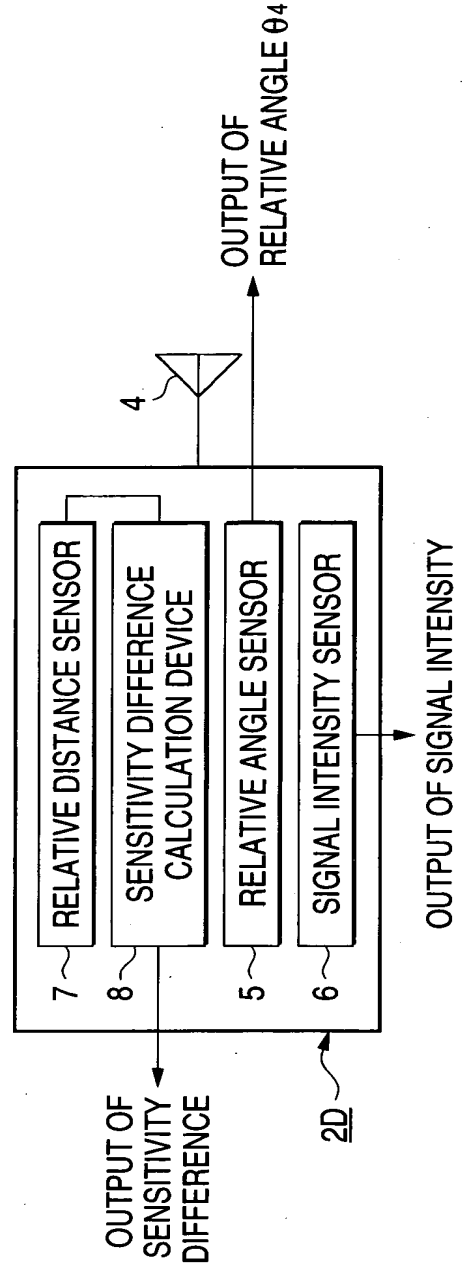 4
7
RELATIVE DISTANCE SENSOR
8
SENSITIVITY DIFFERENCE
CALCULATION DEVICE
5
RELATIVE ANGLE SENSOR
6
SIGNAL INTENSITY SENSOR
2D
OUTPUT OF
SENSITIVITY
DIFFERENCE
OUTPUT OF
RELATIVE ANGLE θ4
OUTPUT OF SIGNAL INTENSITY